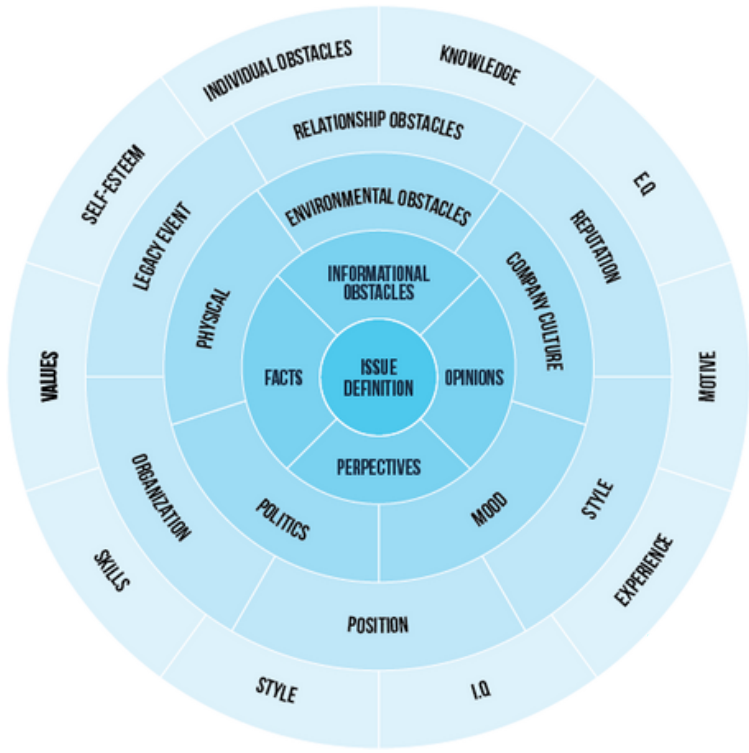 INDIVIDUAL OBSTACLES
KNOWLEDGE
E.Q
MOTIVE
EXPERIENCE
I.Q
STYLE
SKILLS
VALUES
SELF-ESTEEM
RELATIONSHIP OBSTACLES
REPUTATION
STYLE
POSITION
ORGANIZATION
LEGACY EVENT
ENVIRONMENTAL OBSTACLES
COMPANY CULTURE
MOOD
POLITICS
PHYSICAL
INFORMATIONAL
OBSTACLES
OPINIONS
PERPECTIVES
FACTS
ISSUE
DEFINITION